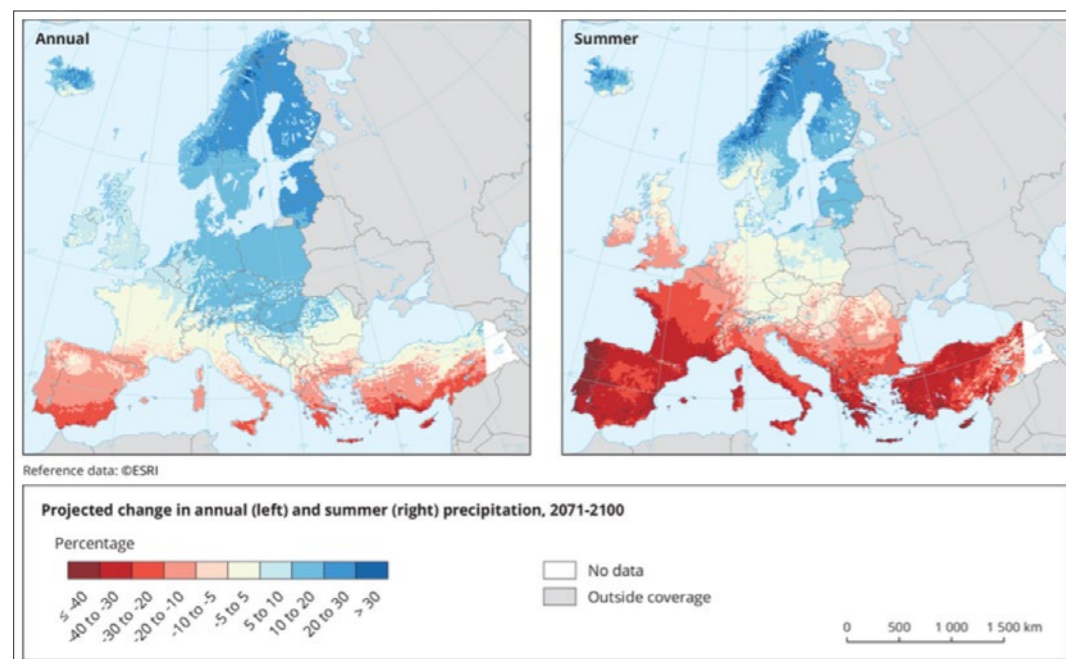 Annual
Summer
Reference data: ©ESRI
Projected change in annual (left) and summer (right) precipitation, 2071-2100
Percentage
≤ -40
-40 to -30
-30 to -20
-20 to -10
-10 to -5
-5 to 5
5 to 10
10 to 20
20 to 30
> 30
No data
Outside coverage
0 500 1 000 1 500 km